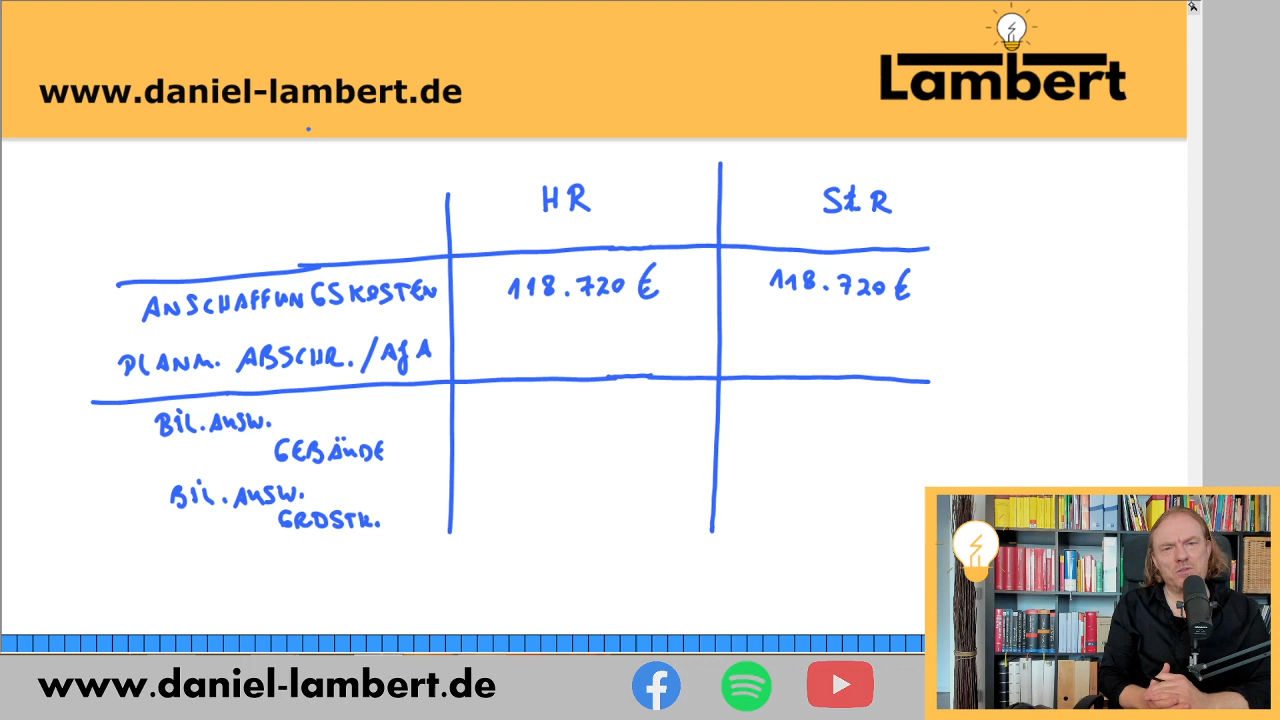 www.daniel-lambert.de
Lambert
HR
StR
ANSCHAFFUNGSKOSTEN
118.720 €
118.720 €
PLANM. ABSCHR./AfA
BIL.AUSW.
GEBÄUDE
BIL.AUSW.
GRDSTK.
www.daniel-lambert.de